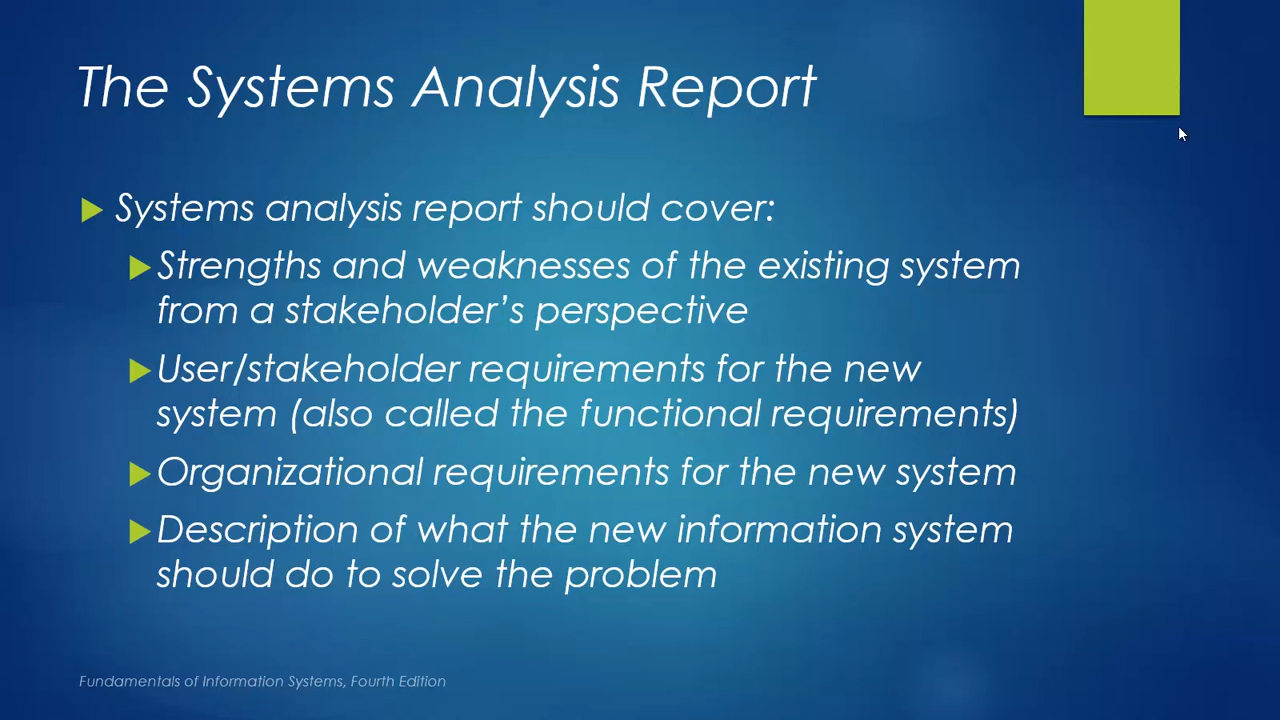 The Systems Analysis Report
Systems analysis report should cover:
Strengths and weaknesses of the existing system
from a stakeholder’s perspective
User/stakeholder requirements for the new
system (also called the functional requirements)
Organizational requirements for the new system
Description of what the new information system
should do to solve the problem
Fundamentals of Information Systems, Fourth Edition